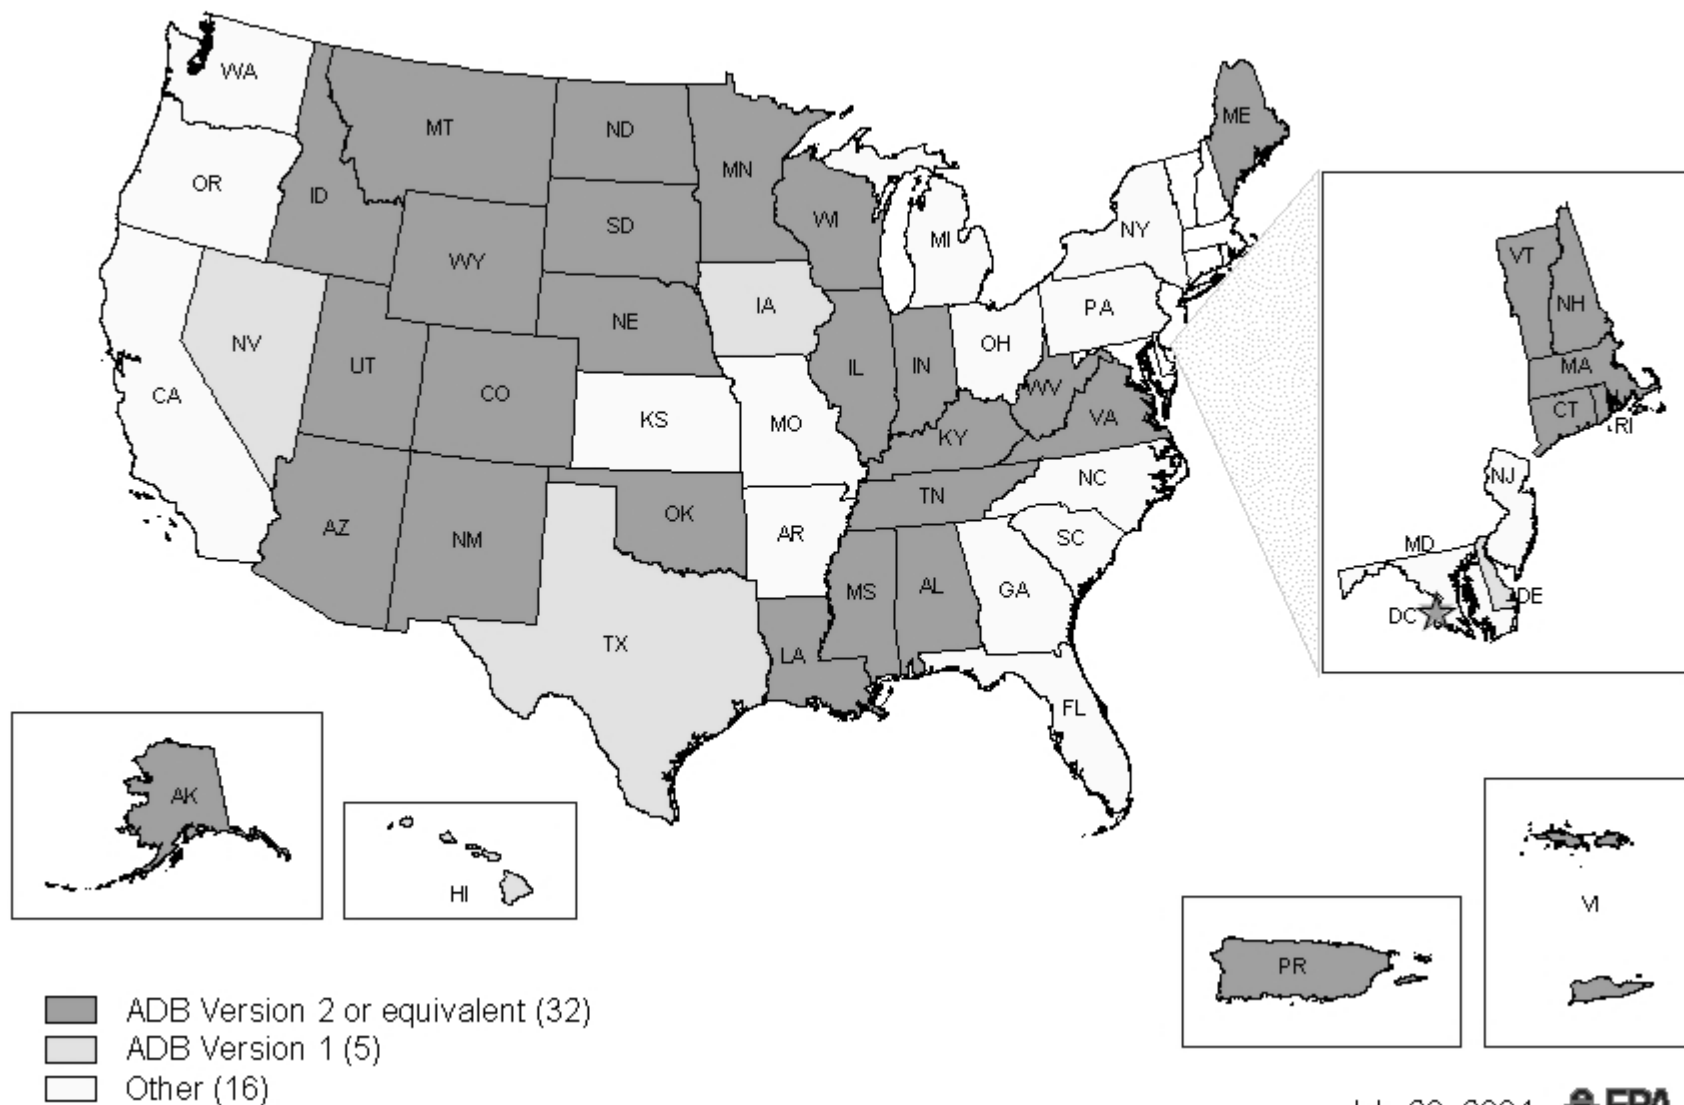 WA
MT
ND
MN
ME
OR
ID
SD
WI
MI
NY
WY
VT
NV
NE
IA
PA
NH
UT
CO
IL
IN
OH
CA
KS
MO
WV
VA
MA
KY
CT
RI
AZ
NM
OK
AR
TN
NC
NJ
SC
MS
AL
GA
MD
TX
LA
DC
DE
FL
AK
HI
VI
PR
ADB Version 2 or equivalent (32)
ADB Version 1 (5)
Other (16)
EPA